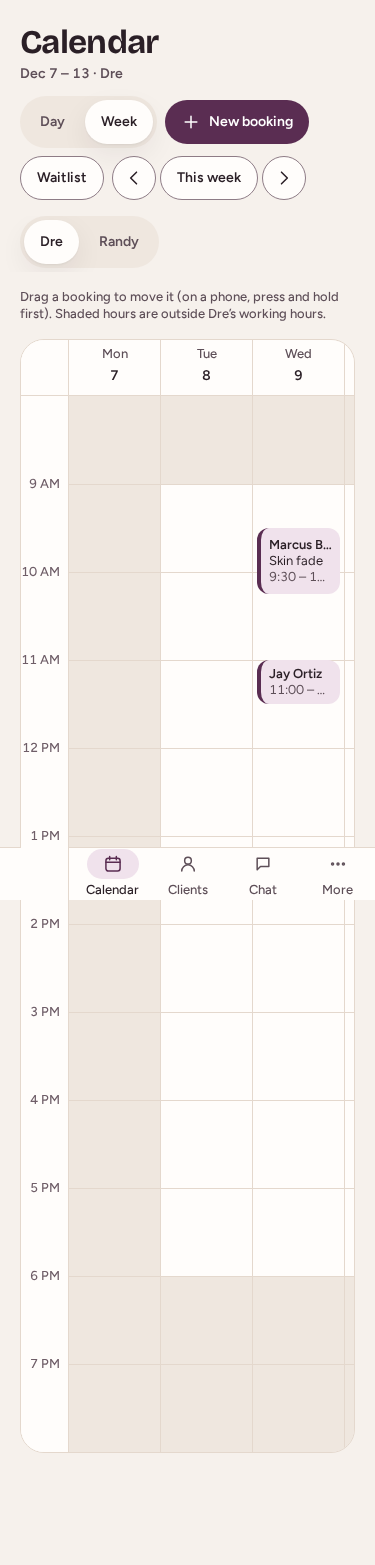 Calendar
Dec 7 – 13 · Dre
Day
Week
New booking
Waitlist
This week
Dre
Randy
Drag a booking to move it (on a phone, press and hold
first). Shaded hours are outside Dre’s working hours.
Mon
7
Tue
8
Wed
9
9 AM
Marcus B...
Skin fade
9:30 – 1...
10 AM
11 AM
Jay Ortiz
11:00 – ...
12 PM
1 PM
Calendar
Clients
Chat
More
2 PM
3 PM
4 PM
5 PM
6 PM
7 PM